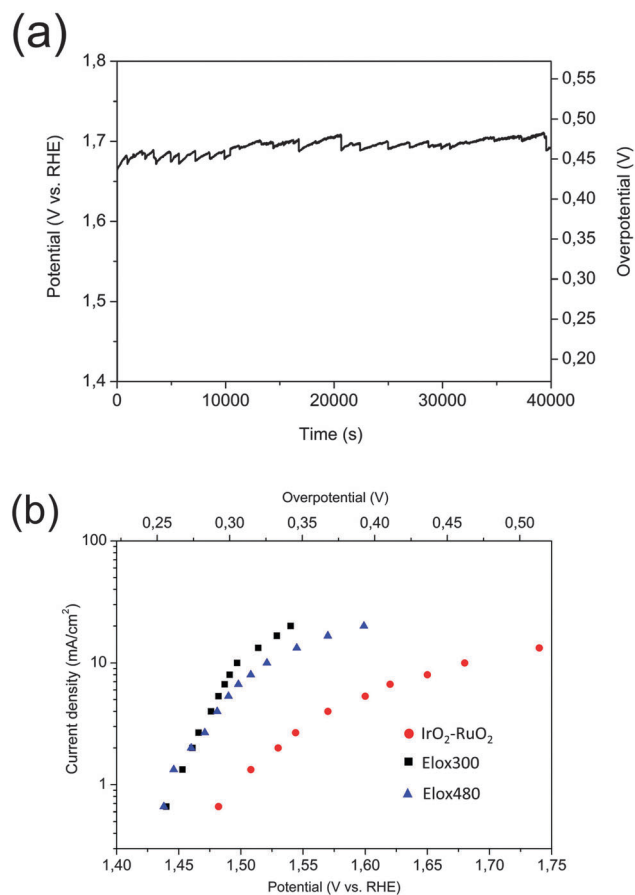 (a)
1,8
1,7
1,6
1,5
1,4
Potential (V vs. RHE)
0,55
0,50
0,45
0,40
0,35
0,30
0,25
0,20
Overpotential (V)
0 10000 20000 30000 40000
Time (s)
(b)
Overpotential (V)
0,25 0,30 0,35 0,40 0,45 0,50
100
10
1
Current density (mA/cm²)
IrO₂-RuO₂
Elox300
Elox480
1,40 1,45 1,50 1,55 1,60 1,65 1,70 1,75
Potential (V vs. RHE)